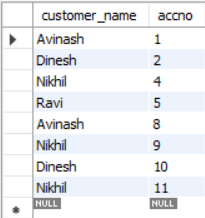 customer_name accno
Avinash 1
Dinesh 2
Nikhil 4
Ravi 5
Avinash 8
Nikhil 9
Dinesh 10
Nikhil 11
NULL NULL